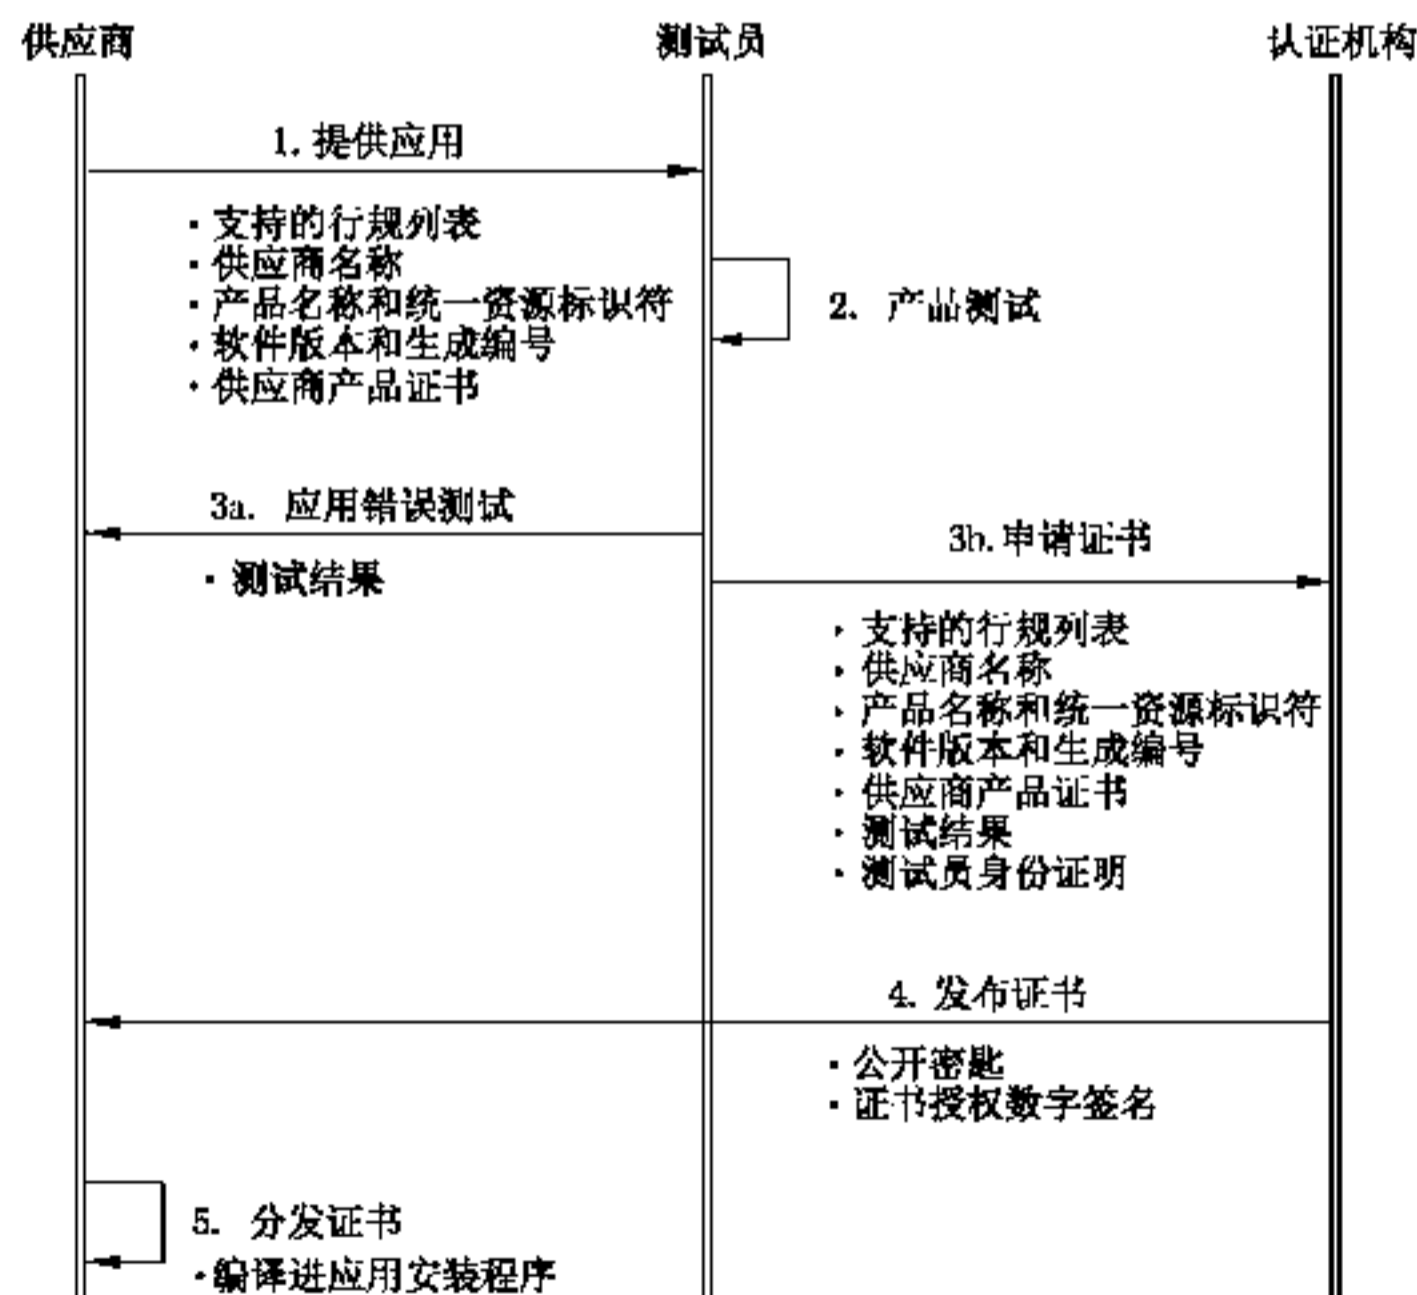 供应商
测试员
认证机构
1. 提供应用
· 支持的行规列表
· 供应商名称
· 产品名称和统一资源标识符
· 软件版本和生成编号
· 供应商产品证书
2. 产品测试
3a. 应用错误测试
· 测试结果
3b.申请证书
· 支持的行规列表
· 供应商名称
· 产品名称和统一资源标识符
· 软件版本和生成编号
· 供应商产品证书
· 测试结果
· 测试员身份证明
4. 发布证书
· 公开密匙
· 证书授权数字签名
5. 分发证书
· 编译进应用安装程序